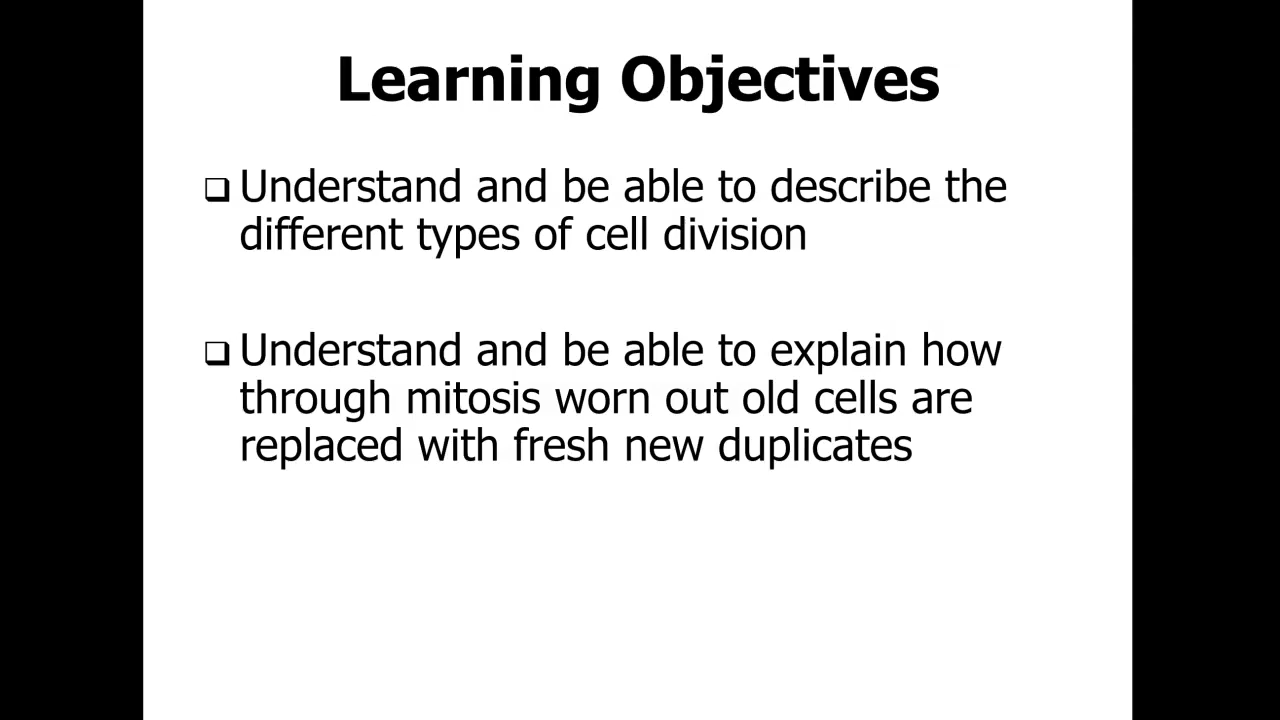 Learning Objectives
❑ Understand and be able to describe the
different types of cell division
❑ Understand and be able to explain how
through mitosis worn out old cells are
replaced with fresh new duplicates